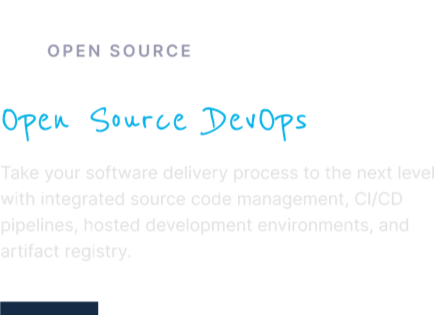 OPEN SOURCE
Open Source DevOps
Take your software delivery process to the next level
with integrated source code management, CI/CD
pipelines, hosted development environments, and
artifact registry.